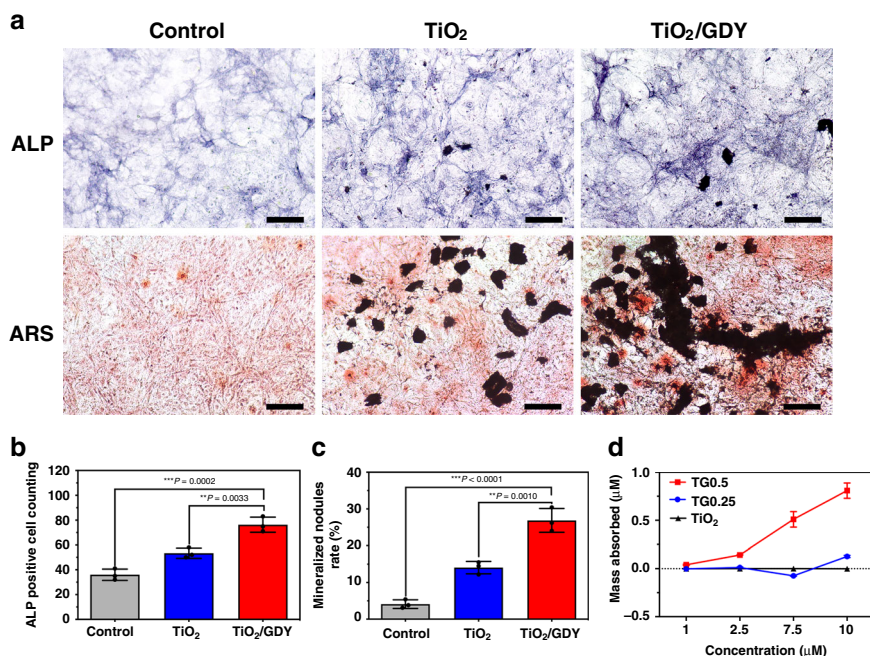 a
Control TiO₂ TiO₂/GDY
ALP
ARS
b
ALP positive cell counting
120
100
80
60
40
20
0
***P = 0.0002
**P = 0.0033
Control TiO₂ TiO₂/GDY
c
Mineralized nodules
rate (%)
50
40
30
20
10
0
***P < 0.0001
**P = 0.0010
Control TiO₂ TiO₂/GDY
d
Mass absorbed (μM)
1.0
0.5
0.0
–0.5
TG0.5
TG0.25
TiO₂
1 2.5 7.5 10
Concentration (μM)